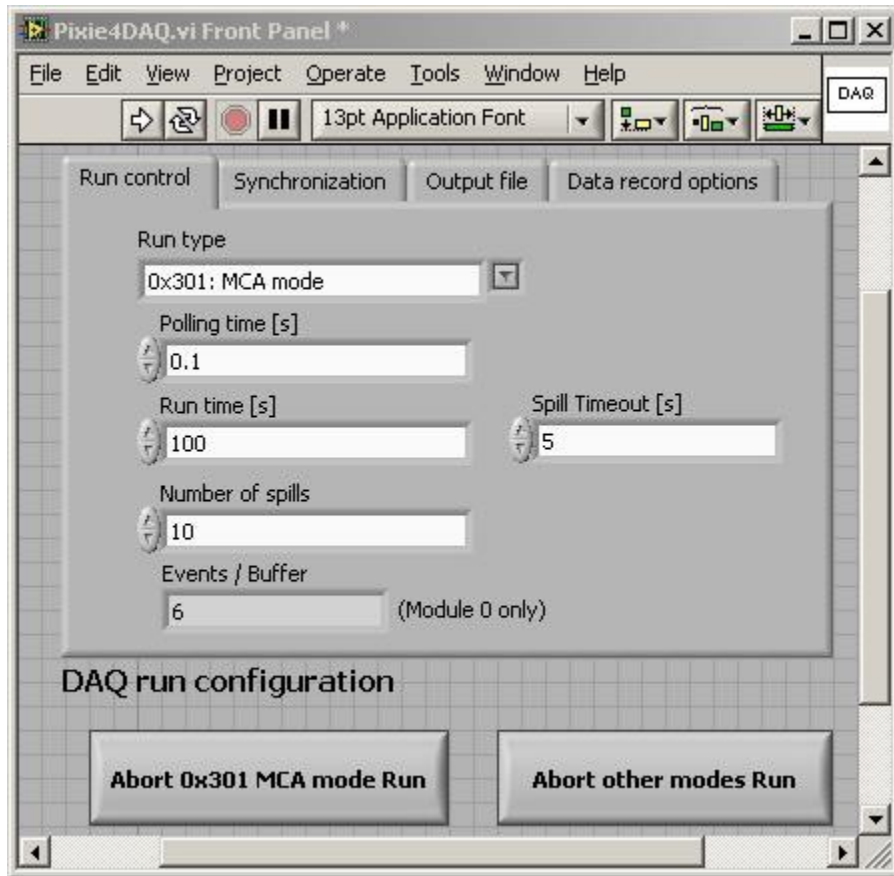 Pixie4DAQ.vi Front Panel *
File Edit View Project Operate Tools Window Help
13pt Application Font
DAQ
Run control Synchronization Output file Data record options
Run type
0x301: MCA mode
Polling time [s]
0.1
Run time [s] Spill Timeout [s]
100 5
Number of spills
10
Events / Buffer
6 (Module 0 only)
DAQ run configuration
Abort 0x301 MCA mode Run Abort other modes Run